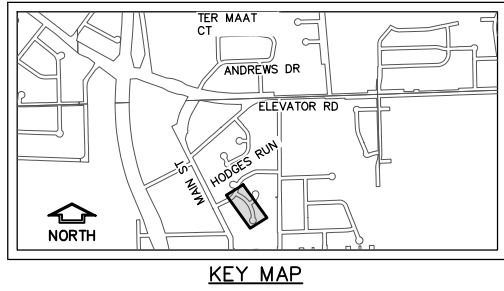 TER MAAT
CT
ANDREWS DR
ELEVATOR RD
HODGES RUN
MAIN ST
NORTH
KEY MAP